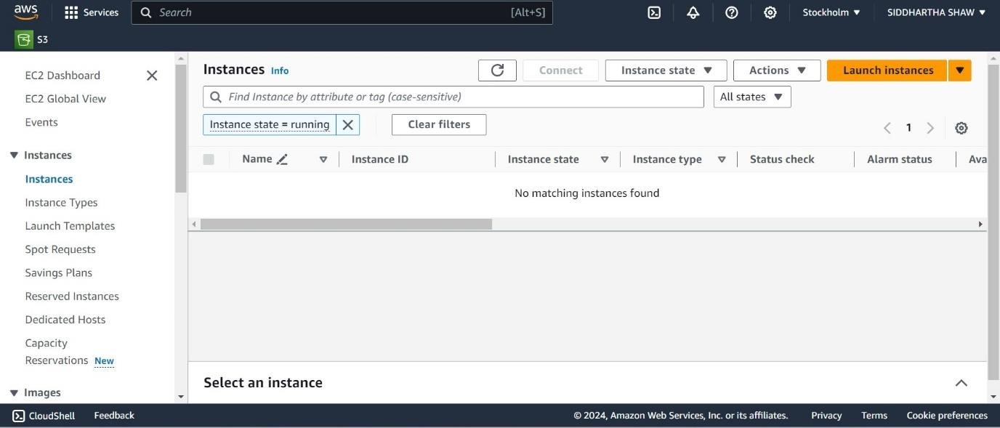 aws Services Search [Alt+S] Stockholm ▼ SIDDHARTHA SHAW ▼
S3
EC2 Dashboard
EC2 Global View
Events
Instances
Instances
Instance Types
Launch Templates
Spot Requests
Savings Plans
Reserved Instances
Dedicated Hosts
Capacity
Reservations New
Images
Instances Info Connect Instance state ▼ Actions ▼ Launch instances ▼
Find Instance by attribute or tag (case-sensitive) All states ▼
Instance state = running Clear filters 1
Name Instance ID Instance state Instance type Status check Alarm status Ava
No matching instances found
Select an instance
CloudShell Feedback © 2024, Amazon Web Services, Inc. or its affiliates. Privacy Terms Cookie preferences